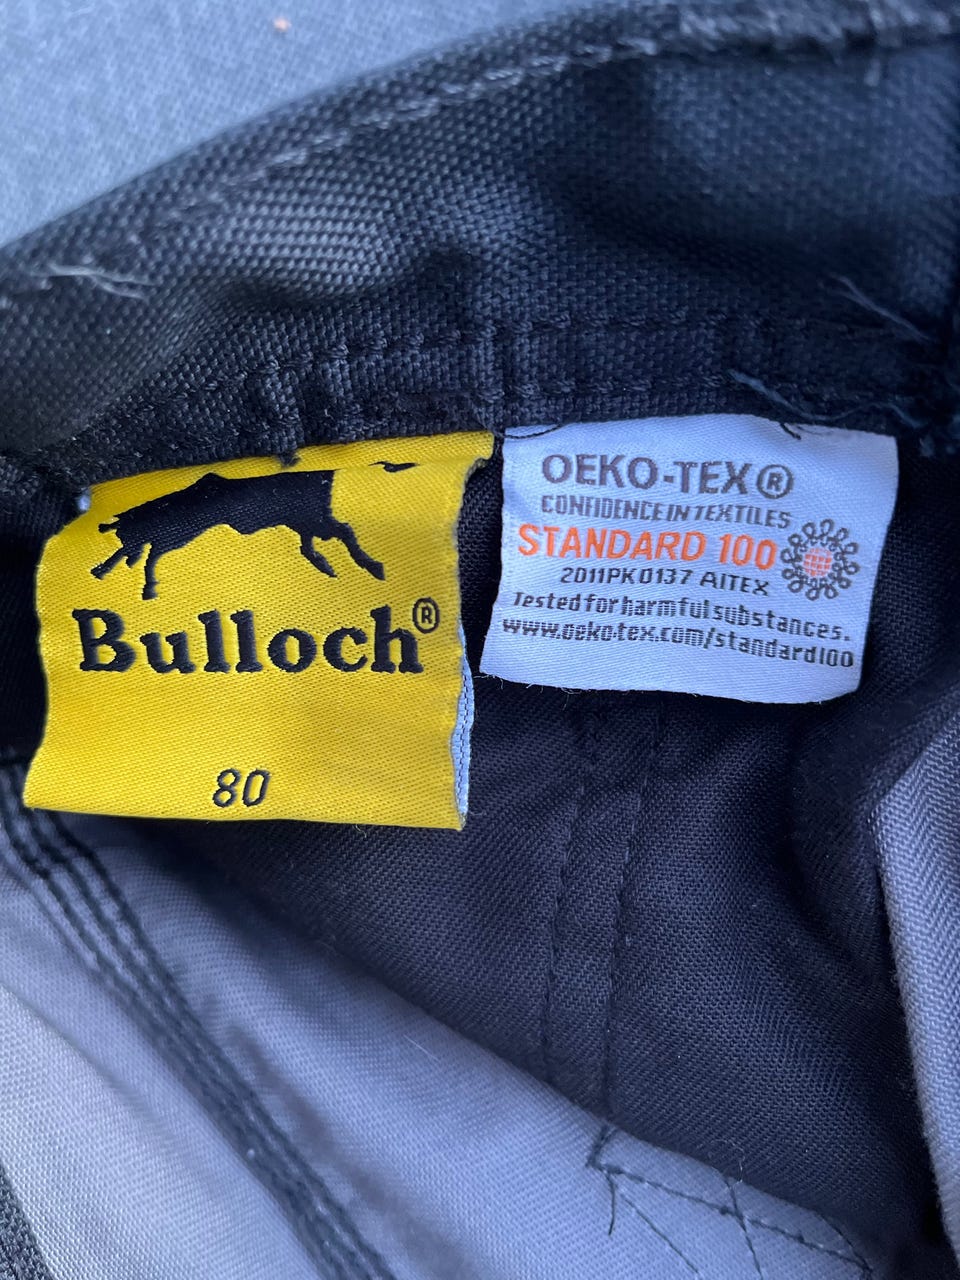 Bulloch®
80
OEKO-TEX®
CONFIDENCE IN TEXTILES
STANDARD 100
2011PK0137 AITEX
Tested for harmful substances.
www.oeko-tex.com/standard100